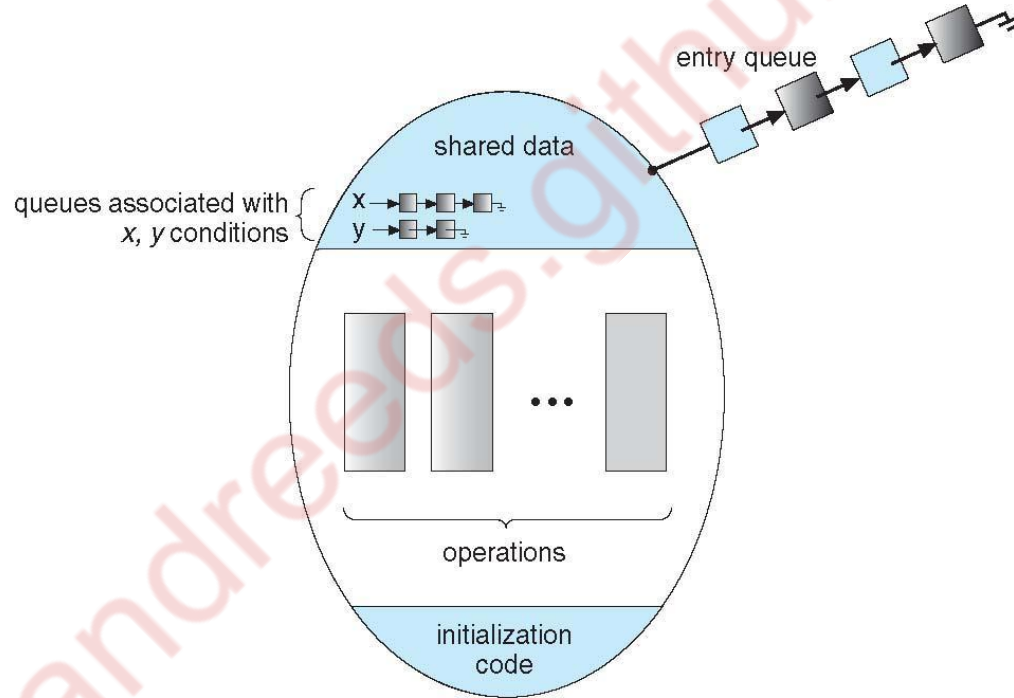 entry queue
shared data
queues associated with
x, y conditions
x
y
...
operations
initialization
code
andreeds.github